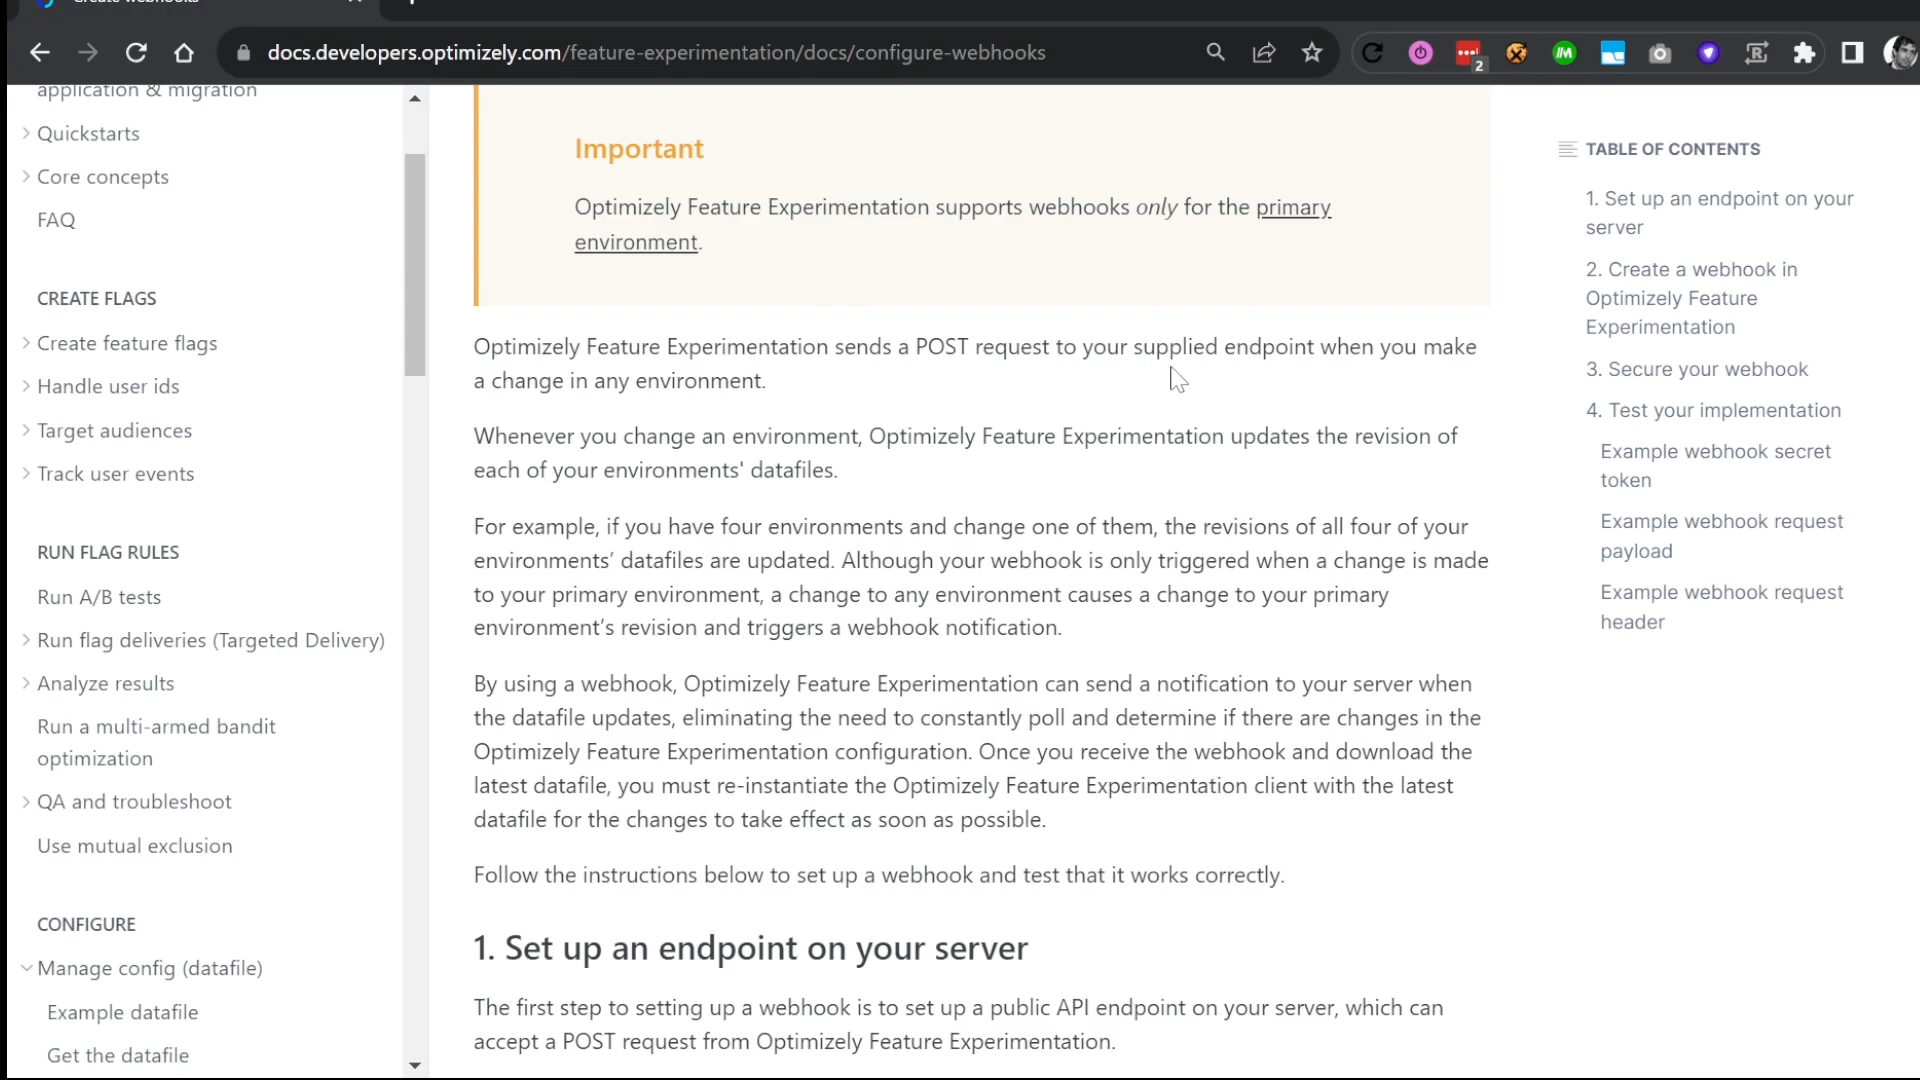 docs.developers.optimizely.com/feature-experimentation/docs/configure-webhooks
2
application & migration
Quickstarts
Core concepts
FAQ
CREATE FLAGS
Create feature flags
Handle user ids
Target audiences
Track user events
RUN FLAG RULES
Run A/B tests
Run flag deliveries (Targeted Delivery)
Analyze results
Run a multi-armed bandit
optimization
QA and troubleshoot
Use mutual exclusion
CONFIGURE
Manage config (datafile)
Example datafile
Get the datafile
Important
Optimizely Feature Experimentation supports webhooks only for the primary
environment.
Optimizely Feature Experimentation sends a POST request to your supplied endpoint when you make
a change in any environment.
Whenever you change an environment, Optimizely Feature Experimentation updates the revision of
each of your environments' datafiles.
For example, if you have four environments and change one of them, the revisions of all four of your
environments’ datafiles are updated. Although your webhook is only triggered when a change is made
to your primary environment, a change to any environment causes a change to your primary
environment’s revision and triggers a webhook notification.
By using a webhook, Optimizely Feature Experimentation can send a notification to your server when
the datafile updates, eliminating the need to constantly poll and determine if there are changes in the
Optimizely Feature Experimentation configuration. Once you receive the webhook and download the
latest datafile, you must re-instantiate the Optimizely Feature Experimentation client with the latest
datafile for the changes to take effect as soon as possible.
Follow the instructions below to set up a webhook and test that it works correctly.
1. Set up an endpoint on your server
The first step to setting up a webhook is to set up a public API endpoint on your server, which can
accept a POST request from Optimizely Feature Experimentation.
TABLE OF CONTENTS
1. Set up an endpoint on your
server
2. Create a webhook in
Optimizely Feature
Experimentation
3. Secure your webhook
4. Test your implementation
Example webhook secret
token
Example webhook request
payload
Example webhook request
header